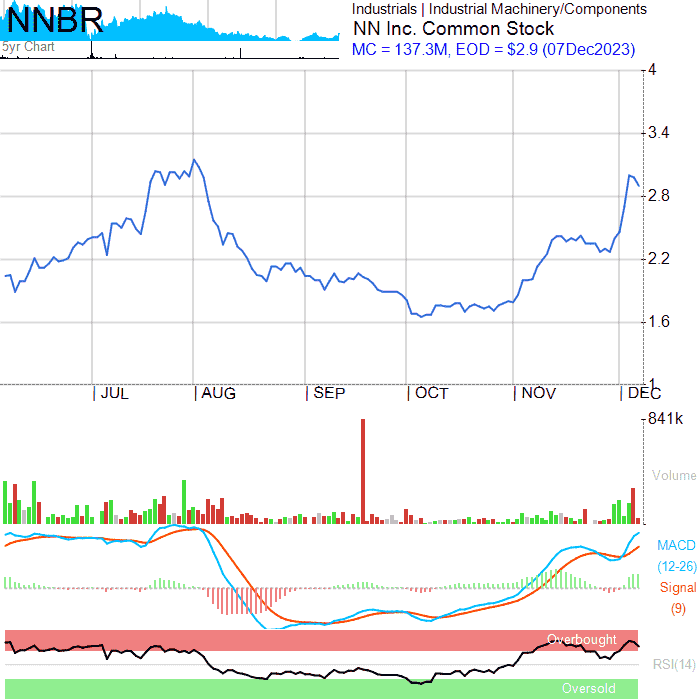 NNBR
5yr Chart
Industrials | Industrial Machinery/Components
NN Inc. Common Stock
MC = 137.3M, EOD = $2.9 (07Dec2023)
4
3.4
2.8
2.2
1.6
1
JUL
AUG
SEP
OCT
NOV
DEC
841k
Volume
MACD
(12-26)
Signal
(9)
Overbought
RSI(14)
Oversold